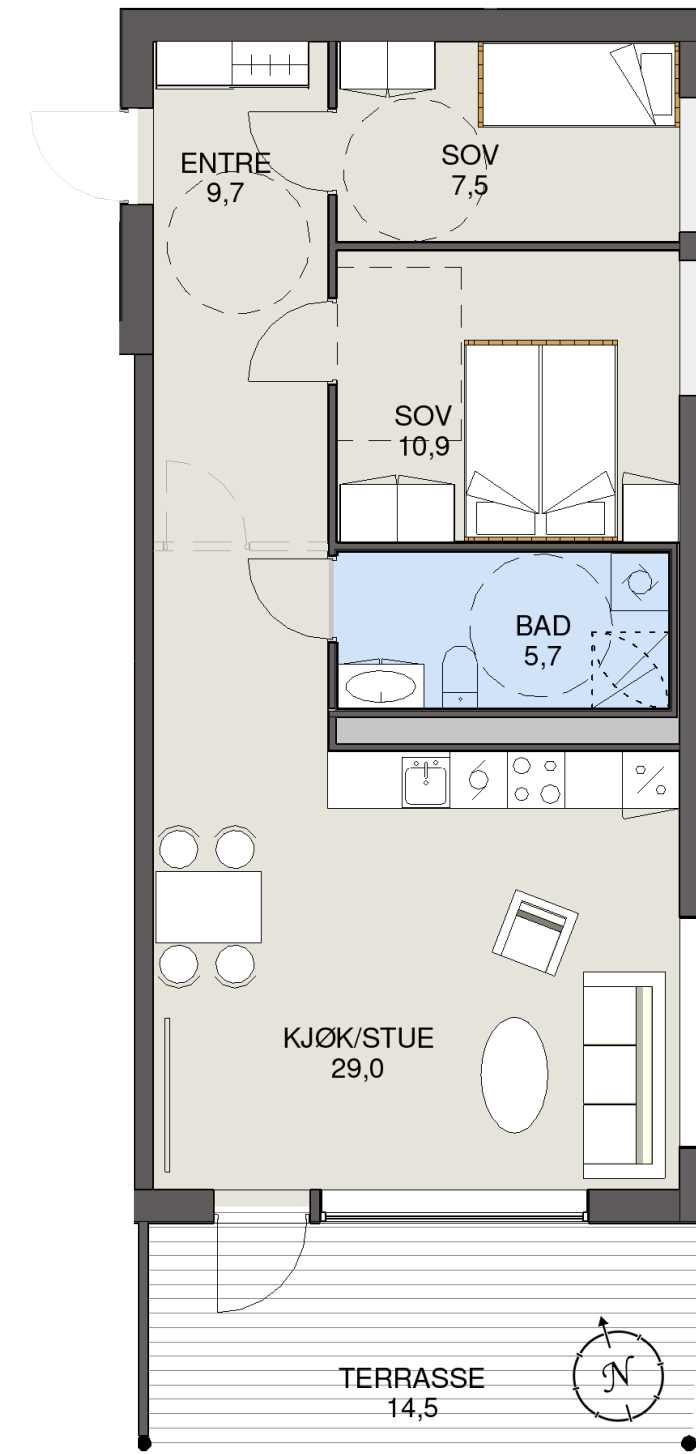 ENTRE
9,7
SOV
7,5
SOV
10,9
BAD
5,7
KJØK/STUE
29,0
TERRASSE
14,5
N